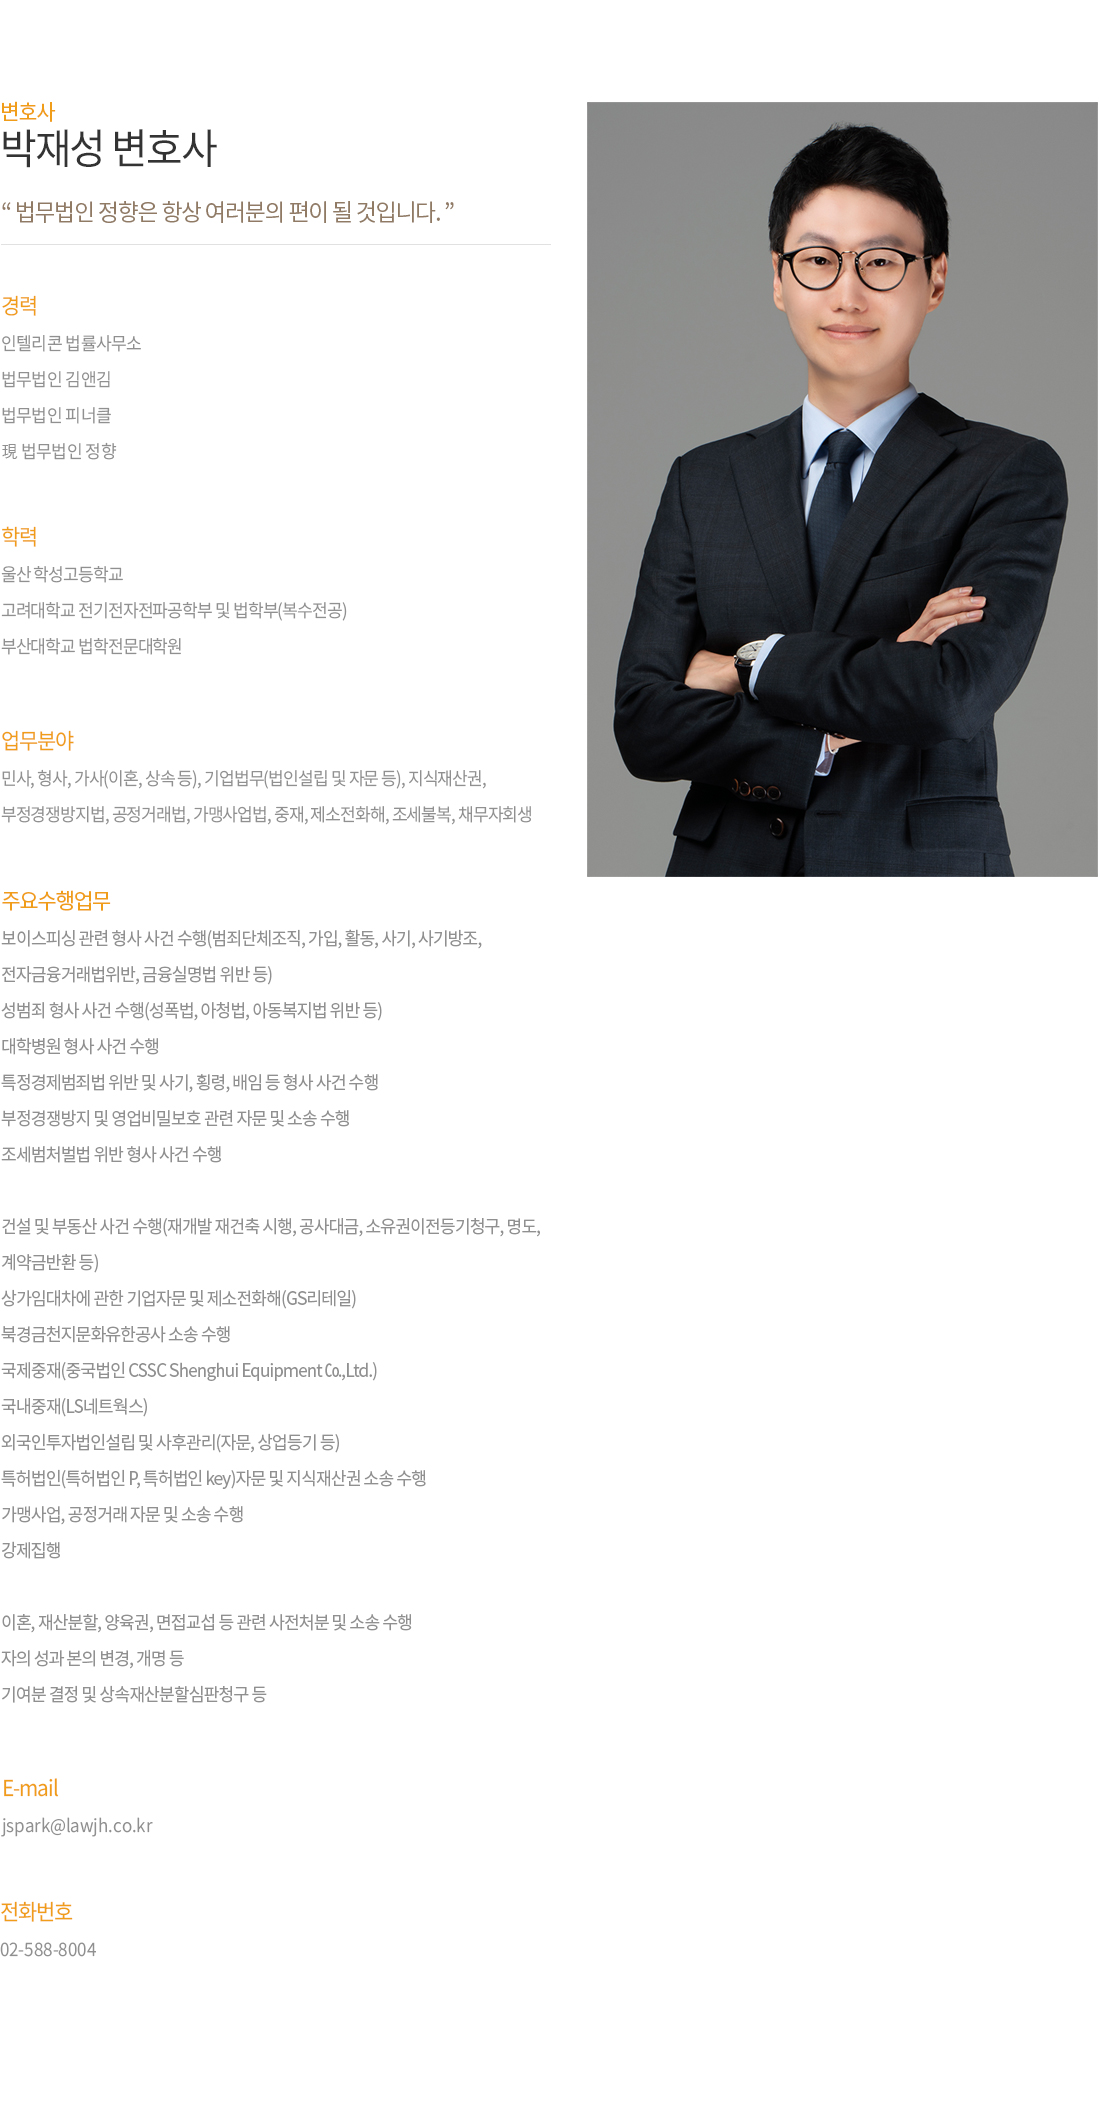 변호사
박재성 변호사
“ 법무법인 정향은 항상 여러분의 편이 될 것입니다. ”
경력
인텔리콘 법률사무소
법무법인 김앤김
법무법인 피너클
現 법무법인 정향
학력
울산 학성고등학교
고려대학교 전기전자전파공학부 및 법학부(복수전공)
부산대학교 법학전문대학원
업무분야
민사, 형사, 가사(이혼, 상속 등), 기업법무(법인설립 및 자문 등), 지식재산권,
부정경쟁방지법, 공정거래법, 가맹사업법, 중재, 제소전화해, 조세불복, 채무자회생
주요수행업무
보이스피싱 관련 형사 사건 수행(범죄단체조직, 가입, 활동, 사기, 사기방조,
전자금융거래법위반, 금융실명법 위반 등)
성범죄 형사 사건 수행(성폭법, 아청법, 아동복지법 위반 등)
대학병원 형사 사건 수행
특정경제범죄법 위반 및 사기, 횡령, 배임 등 형사 사건 수행
부정경쟁방지 및 영업비밀보호 관련 자문 및 소송 수행
조세범처벌법 위반 형사 사건 수행
건설 및 부동산 사건 수행(재개발 재건축 시행, 공사대금, 소유권이전등기청구, 명도,
계약금반환 등)
상가임대차에 관한 기업자문 및 제소전화해(GS리테일)
북경금천지문화유한공사 소송 수행
국제중재(중국법인 CSSC Shenghui Equipment Co.,Ltd.)
국내중재(LS네트웍스)
외국인투자법인설립 및 사후관리(자문, 상업등기 등)
특허법인(특허법인 P, 특허법인 key)자문 및 지식재산권 소송 수행
가맹사업, 공정거래 자문 및 소송 수행
강제집행
이혼, 재산분할, 양육권, 면접교섭 등 관련 사전처분 및 소송 수행
자의 성과 본의 변경, 개명 등
기여분 결정 및 상속재산분할심판청구 등
E-mail
jspark@lawjh.co.kr
전화번호
02-588-8004